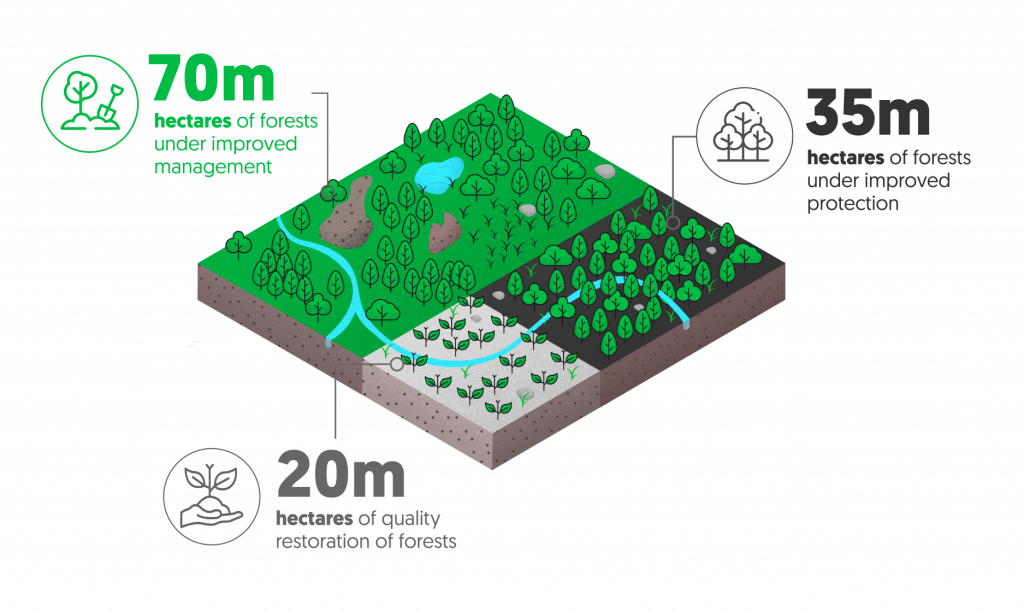 70m
hectares of forests
under improved
management
35m
hectares of forests
under improved
protection
20m
hectares of quality
restoration of forests